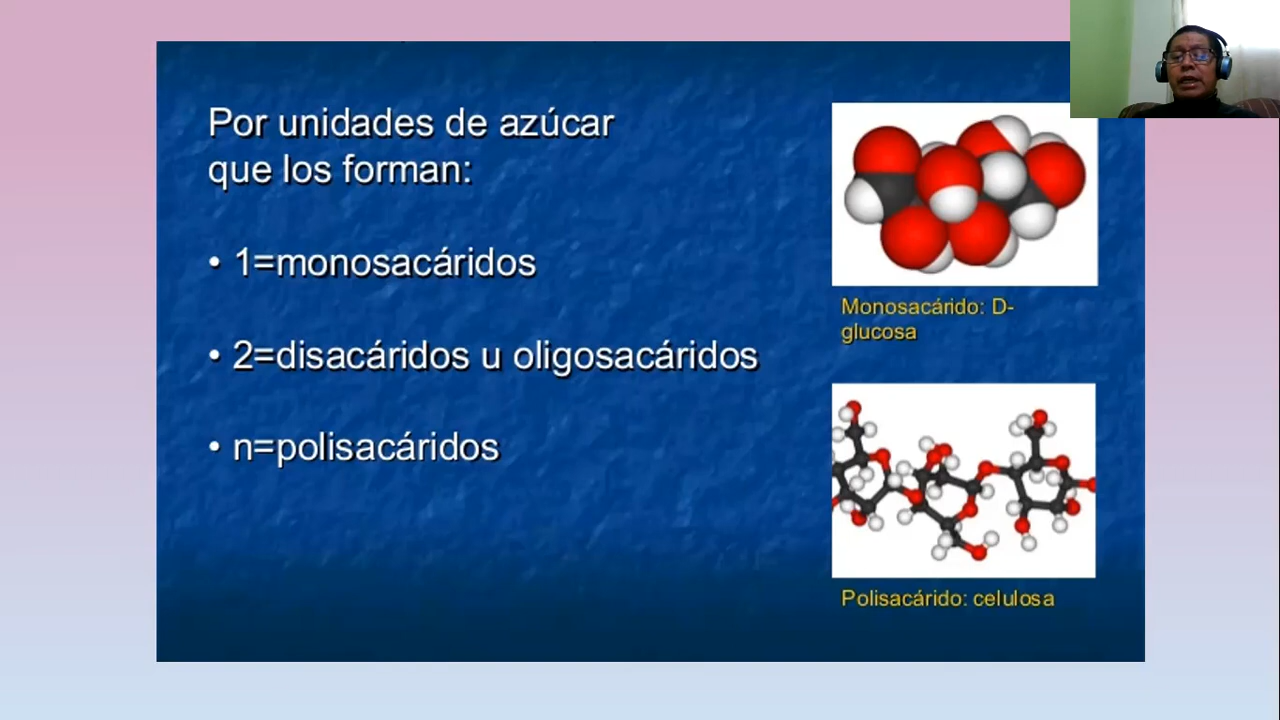 Por unidades de azúcar
que los forman:
• 1=monosacáridos
• 2=disacáridos u oligosacáridos
• n=polisacáridos
Monosacárido: D-
glucosa
Polisacárido: celulosa